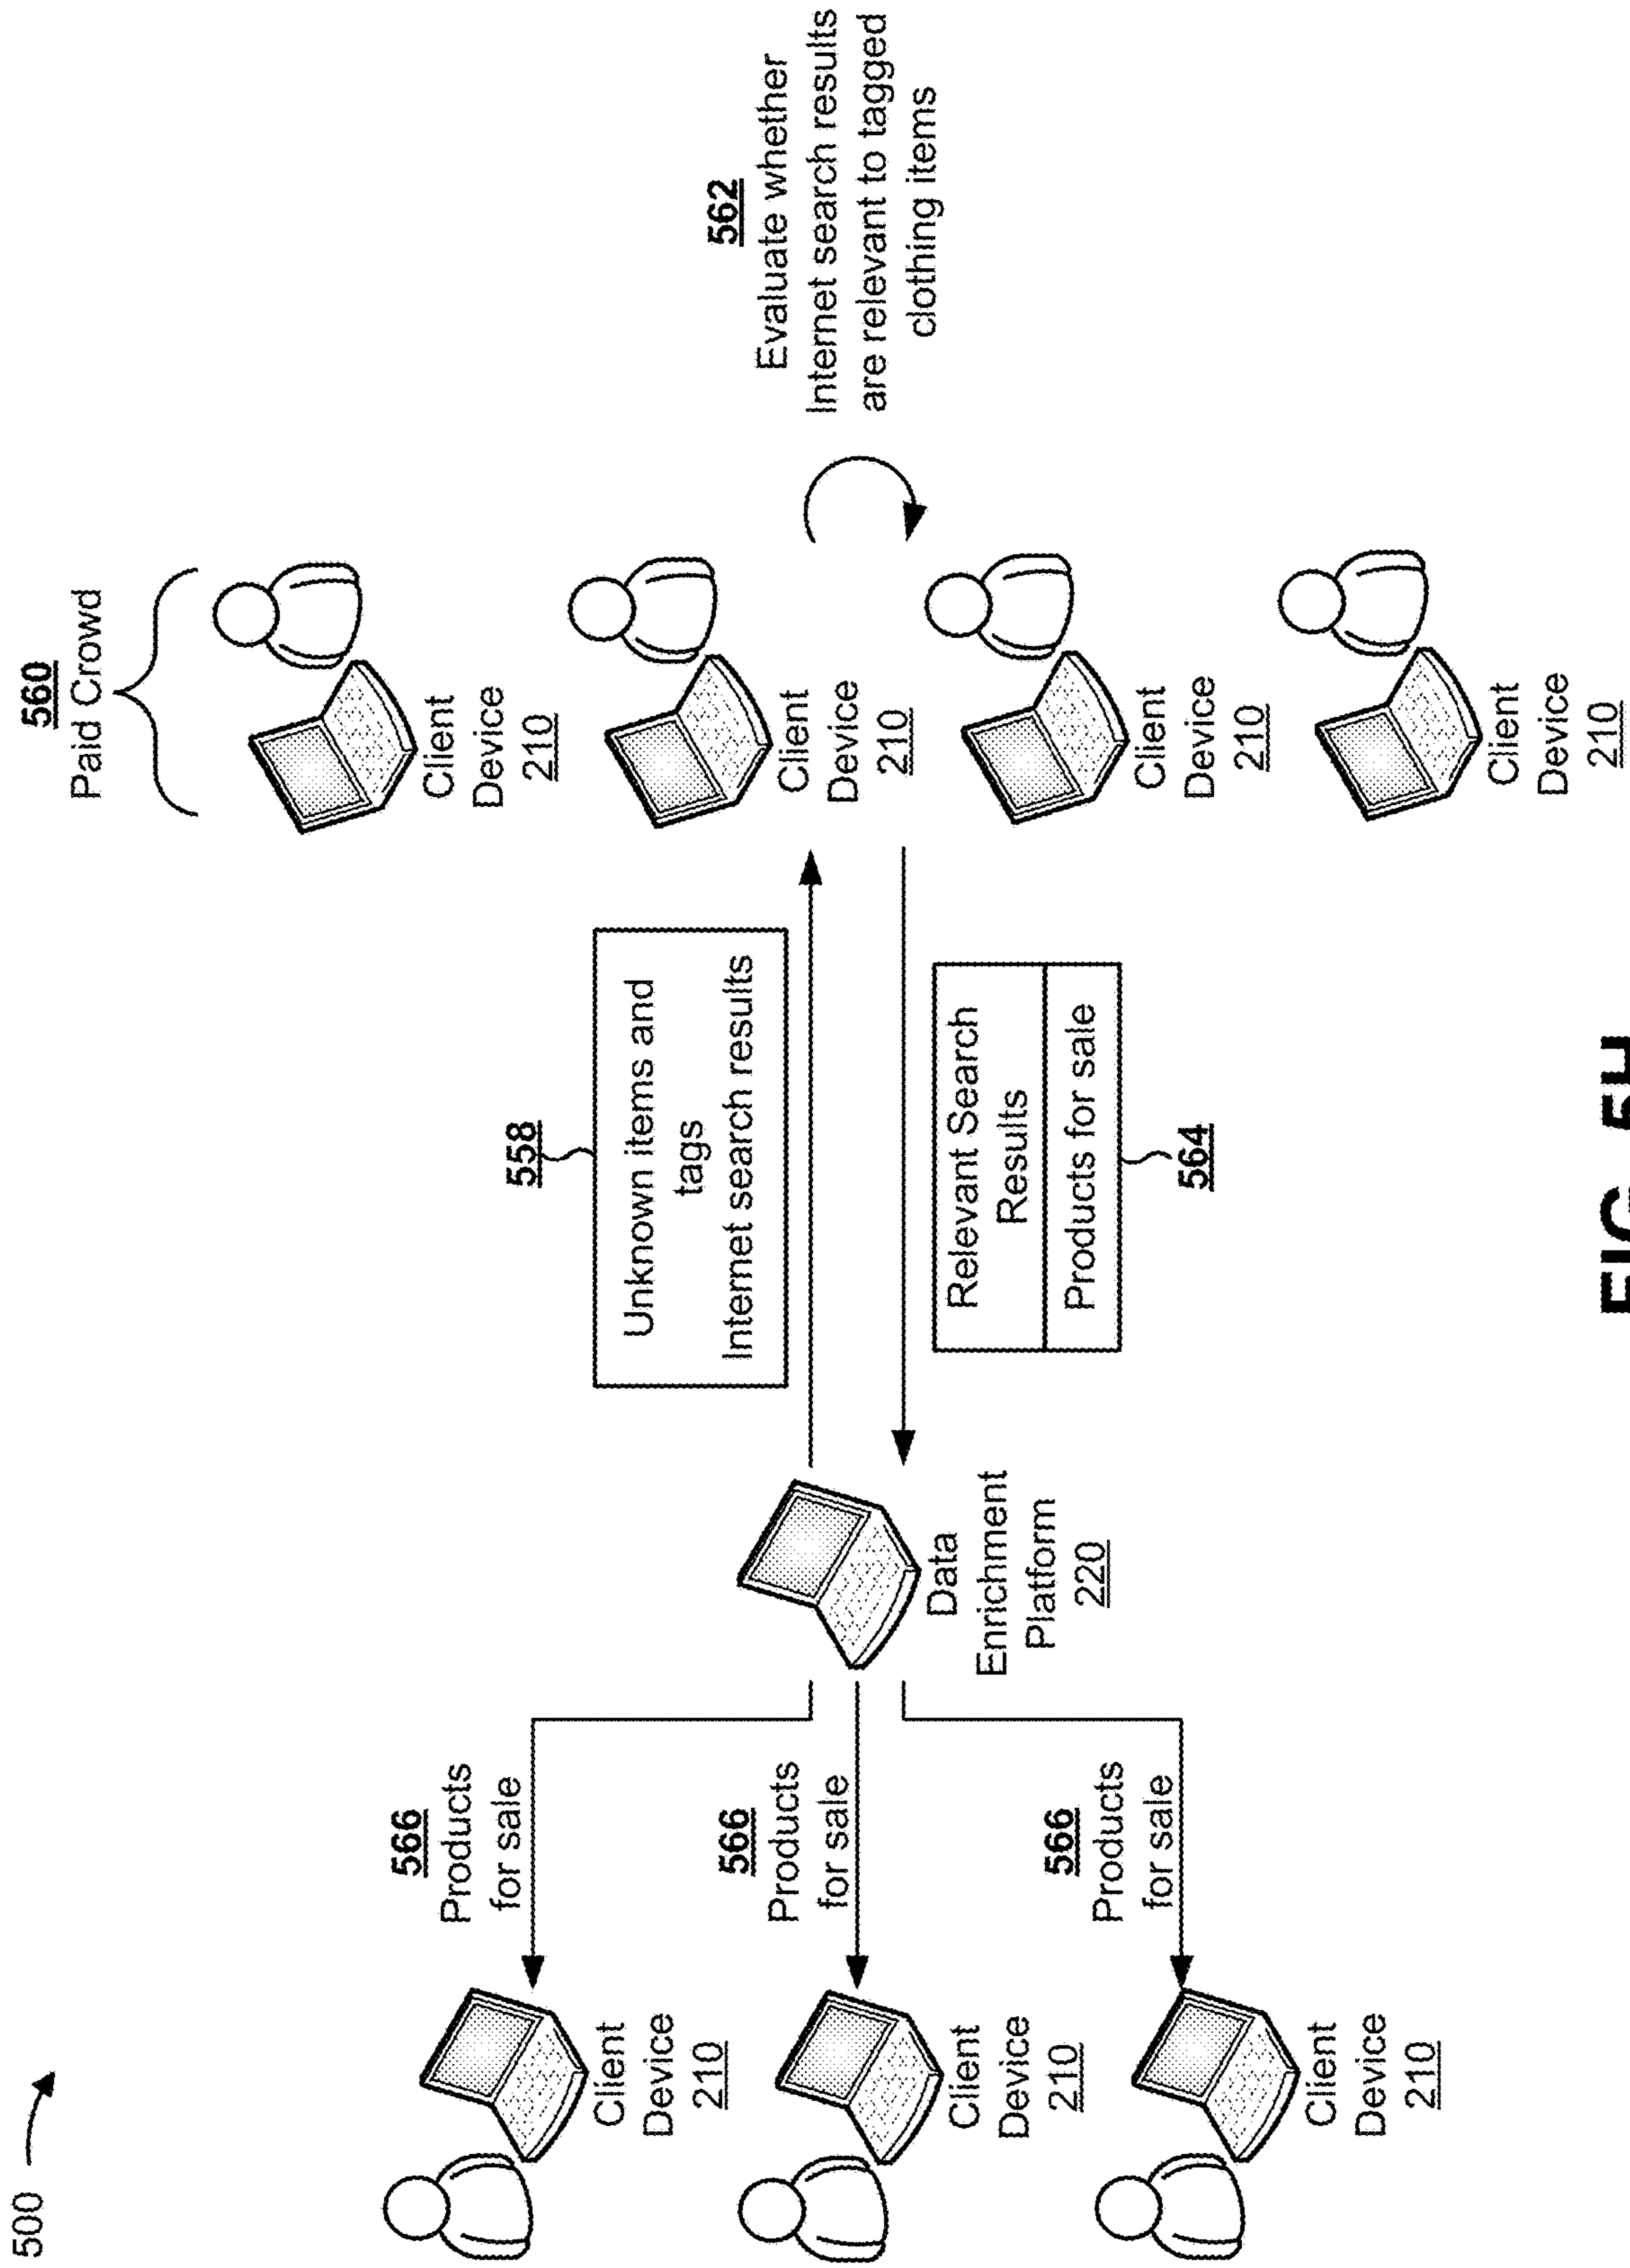 500
560
Paid Crowd
Client
Device
210
Client
Device
210
Client
Device
210
Client
Device
210
562
Evaluate whether
Internet search results
are relevant to tagged
clothing items
558
Unknown items and
tags
Internet search results
Relevant Search
Results
Products for sale
564
Data
Enrichment
Platform
220
566
Products
for sale
566
Products
for sale
566
Products
for sale
Client
Device
210
Client
Device
210
Client
Device
210
FIG. 5H